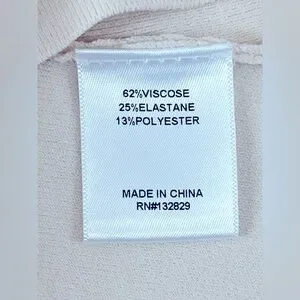 62%VISCOSE
25%ELASTANE
13%POLYESTER
MADE IN CHINA
RN#132829